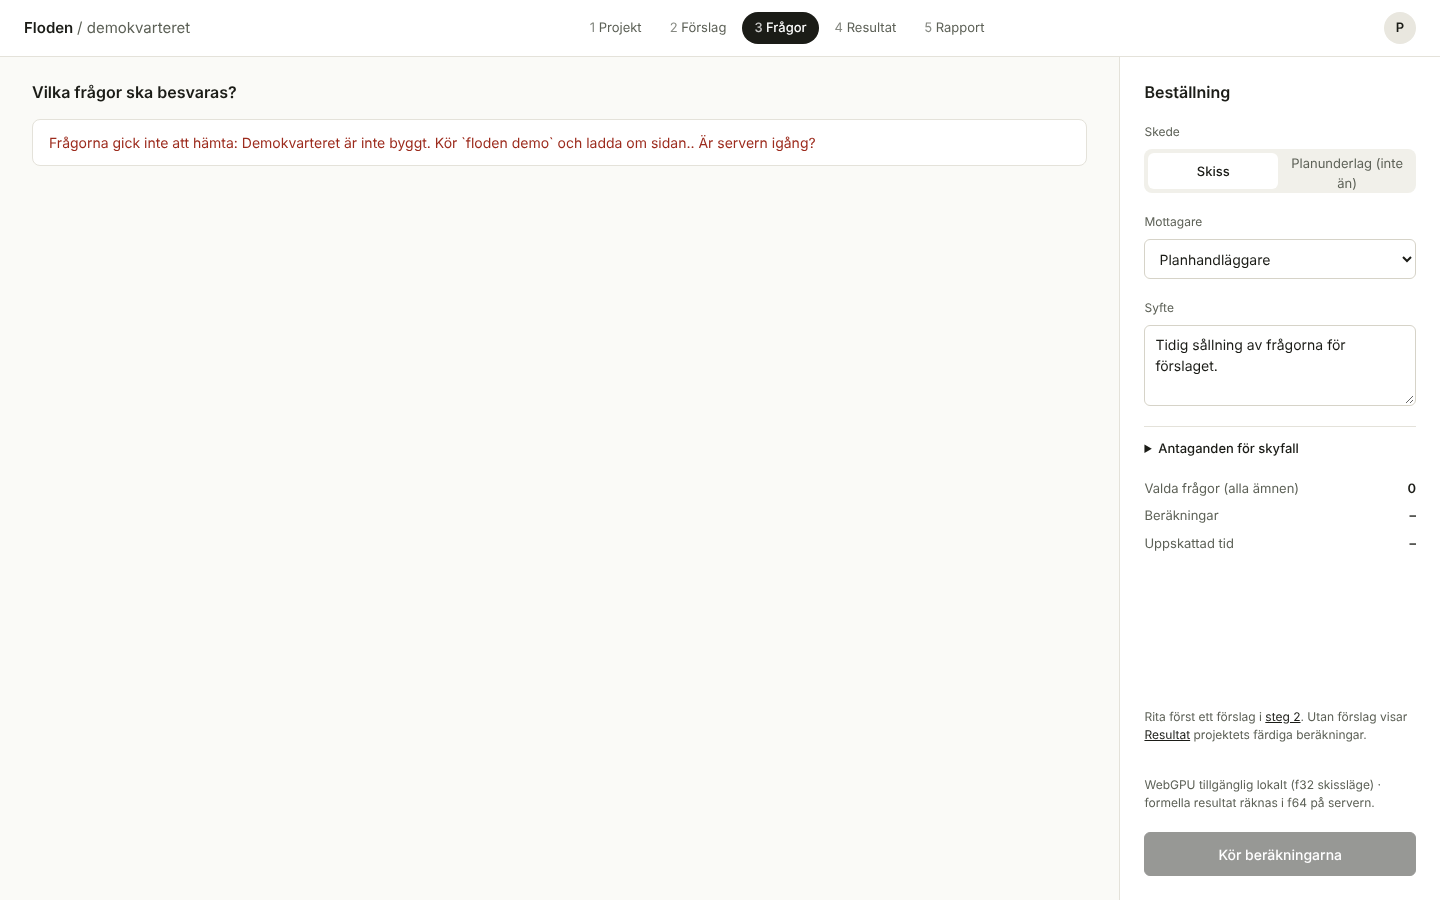 Floden / demokvarteret
1 Projekt
2 Förslag
3 Frågor
4 Resultat
5 Rapport
P
Vilka frågor ska besvaras?
Frågorna gick inte att hämta: Demokvarteret är inte byggt. Kör `floden demo` och ladda om sidan.. Är servern igång?
Beställning
Skede
Skiss
Planunderlag (inte
än)
Mottagare
Planhandläggare
Syfte
Tidig sållning av frågorna för
förslaget.
Antaganden för skyfall
Valda frågor (alla ämnen) 0
Beräkningar –
Uppskattad tid –
Rita först ett förslag i steg 2. Utan förslag visar
Resultat projektets färdiga beräkningar.
WebGPU tillgänglig lokalt (f32 skissläge) ·
formella resultat räknas i f64 på servern.
Kör beräkningarna